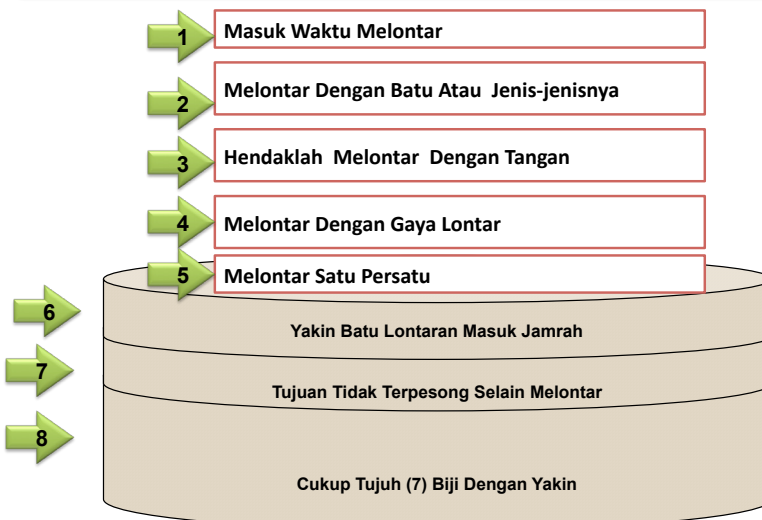 1 Masuk Waktu Melontar
2 Melontar Dengan Batu Atau Jenis-jenisnya
3 Hendaklah Melontar Dengan Tangan
4 Melontar Dengan Gaya Lontar
5 Melontar Satu Persatu
6 Yakin Batu Lontaran Masuk Jamrah
7 Tujuan Tidak Terpesong Selain Melontar
8 Cukup Tujuh (7) Biji Dengan Yakin